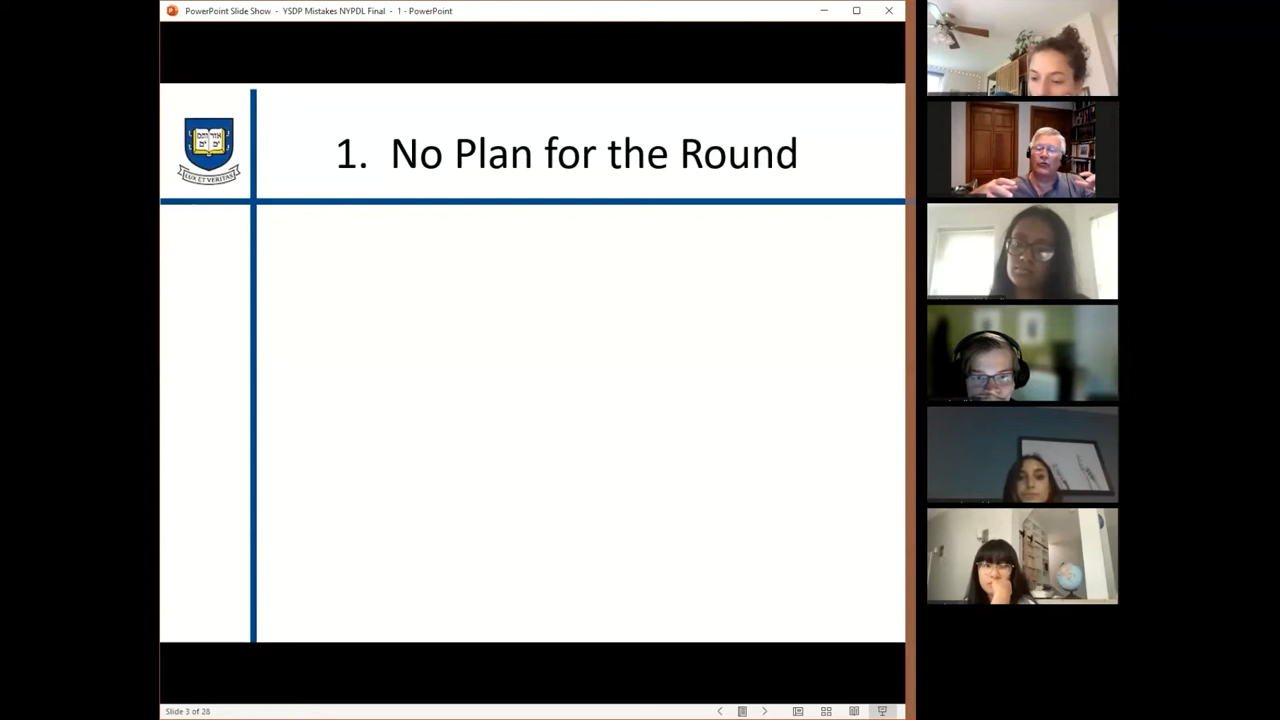 PowerPoint Slide Show - YSDP Mistakes NYPDL Final - 1 - PowerPoint
1. No Plan for the Round
LUX ET VERITAS
Slide 3 of 28